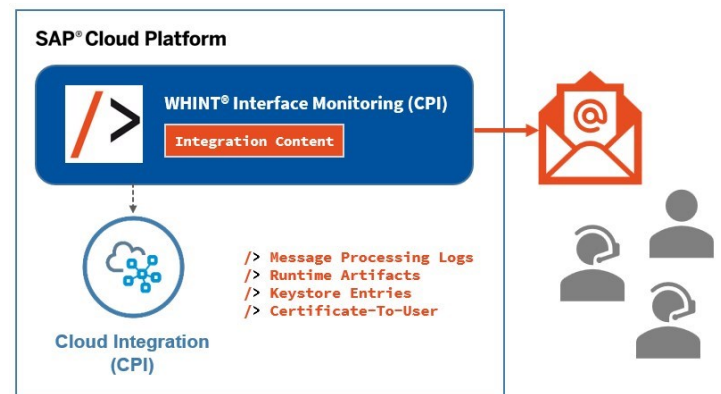 SAP® Cloud Platform
WHINT® Interface Monitoring (CPI)
Integration Content
/> Message Processing Logs
/> Runtime Artifacts
/> Keystore Entries
/> Certificate-To-User
Cloud Integration
(CPI)